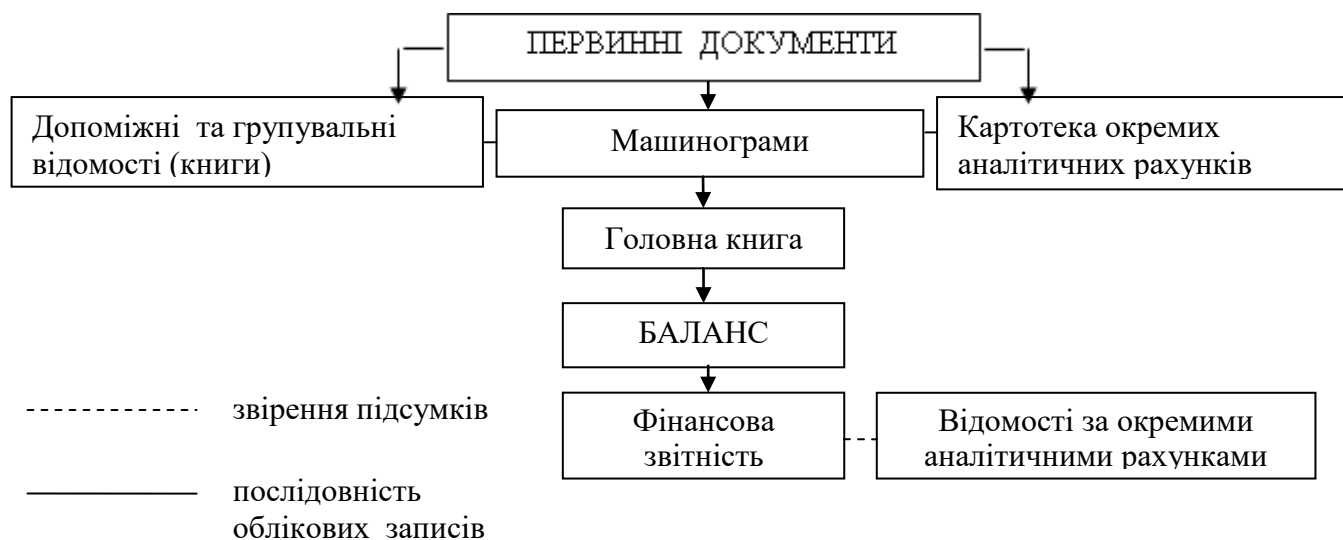 ПЕРВИННІ ДОКУМЕНТИ
Допоміжні та групувальні
відомості (книги)
Машинограми
Картотека окремих
аналітичних рахунків
Головна книга
БАЛАНС
Фінансова
звітність
Відомості за окремими
аналітичними рахунками
звірення підсумків
послідовність
облікових записів